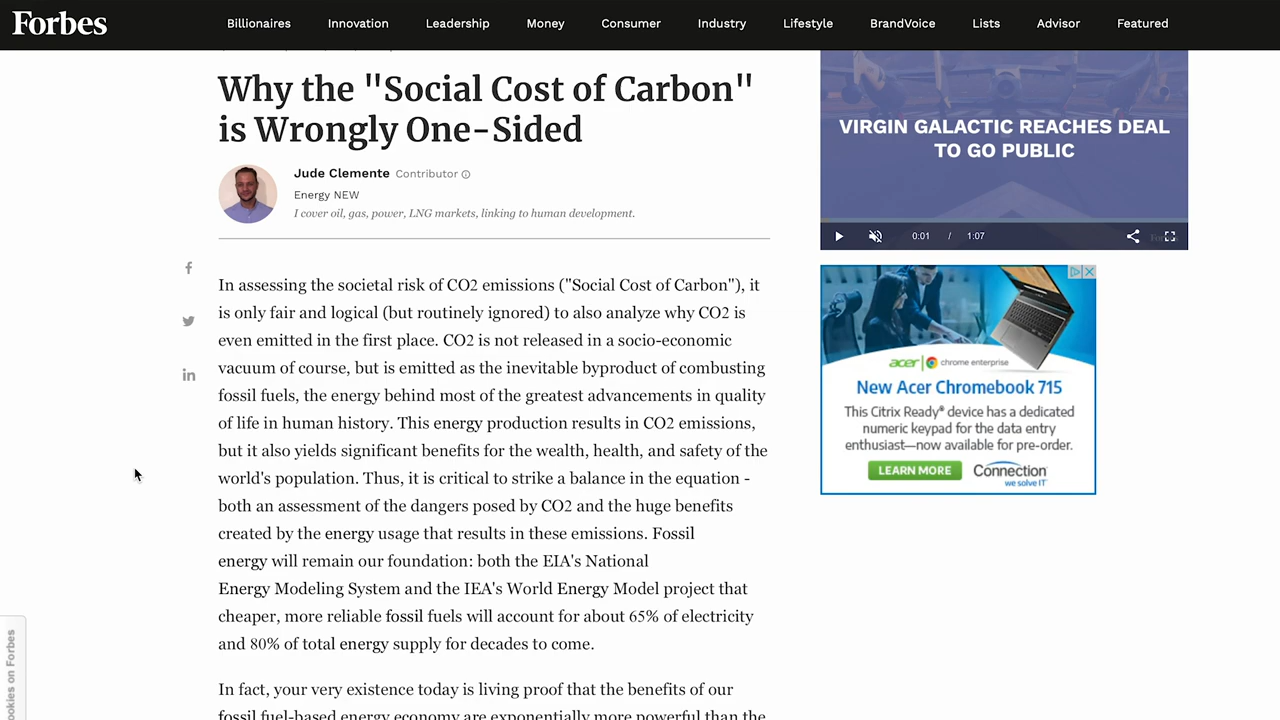 Forbes
Billionaires Innovation Leadership Money Consumer Industry Lifestyle BrandVoice Lists Advisor Featured
Why the "Social Cost of Carbon"
is Wrongly One-Sided
Jude Clemente Contributor
Energy NEW
I cover oil, gas, power, LNG markets, linking to human development.
In assessing the societal risk of CO2 emissions ("Social Cost of Carbon"), it
is only fair and logical (but routinely ignored) to also analyze why CO2 is
even emitted in the first place. CO2 is not released in a socio-economic
vacuum of course, but is emitted as the inevitable byproduct of combusting
fossil fuels, the energy behind most of the greatest advancements in quality
of life in human history. This energy production results in CO2 emissions,
but it also yields significant benefits for the wealth, health, and safety of the
world's population. Thus, it is critical to strike a balance in the equation -
both an assessment of the dangers posed by CO2 and the huge benefits
created by the energy usage that results in these emissions. Fossil
energy will remain our foundation: both the EIA's National
Energy Modeling System and the IEA's World Energy Model project that
cheaper, more reliable fossil fuels will account for about 65% of electricity
and 80% of total energy supply for decades to come.
In fact, your very existence today is living proof that the benefits of our
fossil fuel-based energy economy are exponentially more powerful than the
VIRGIN GALACTIC REACHES DEAL
TO GO PUBLIC
0:01 / 1:07
acer chrome enterprise
New Acer Chromebook 715
This Citrix Ready® device has a dedicated
numeric keypad for the data entry
enthusiast—now available for pre-order.
LEARN MORE Connection
we solve IT
ookies on Forbes